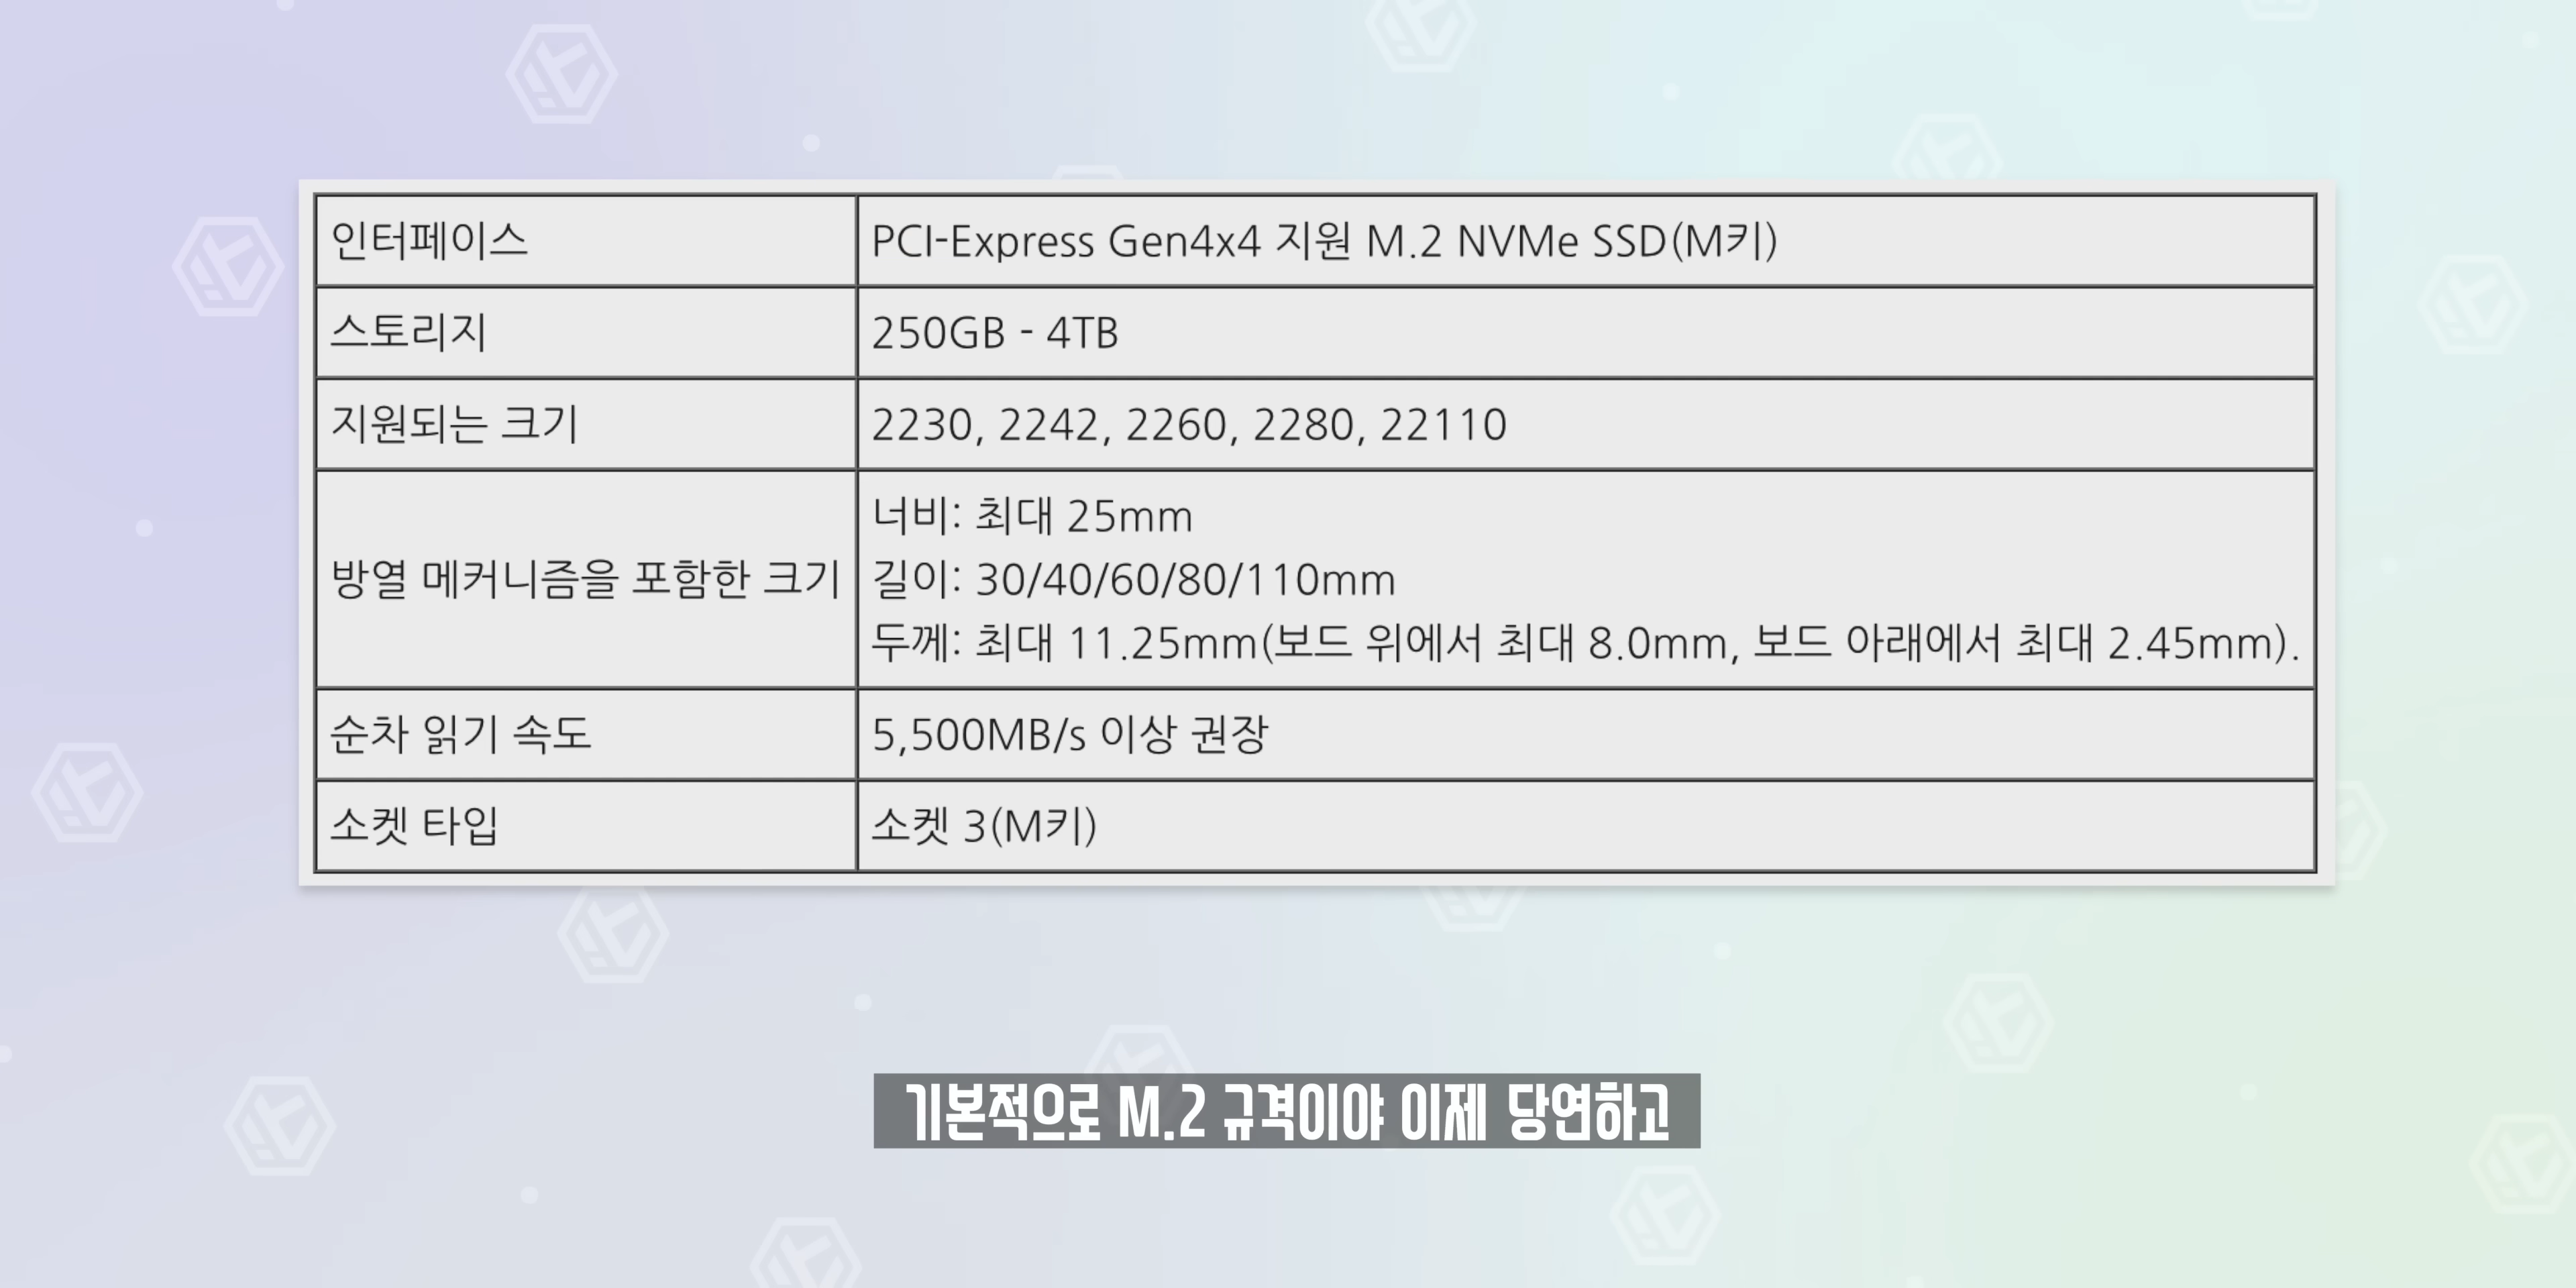 인터페이스 PCI-Express Gen4x4 지원 M.2 NVMe SSD(M키)
스토리지 250GB - 4TB
지원되는 크기 2230, 2242, 2260, 2280, 22110
방열 메커니즘을 포함한 크기
너비: 최대 25mm
길이: 30/40/60/80/110mm
두께: 최대 11.25mm(보드 위에서 최대 8.0mm, 보드 아래에서 최대 2.45mm).
순차 읽기 속도 5,500MB/s 이상 권장
소켓 타입 소켓 3(M키)
기본적으로 M.2 규격이야 이제 당연하고